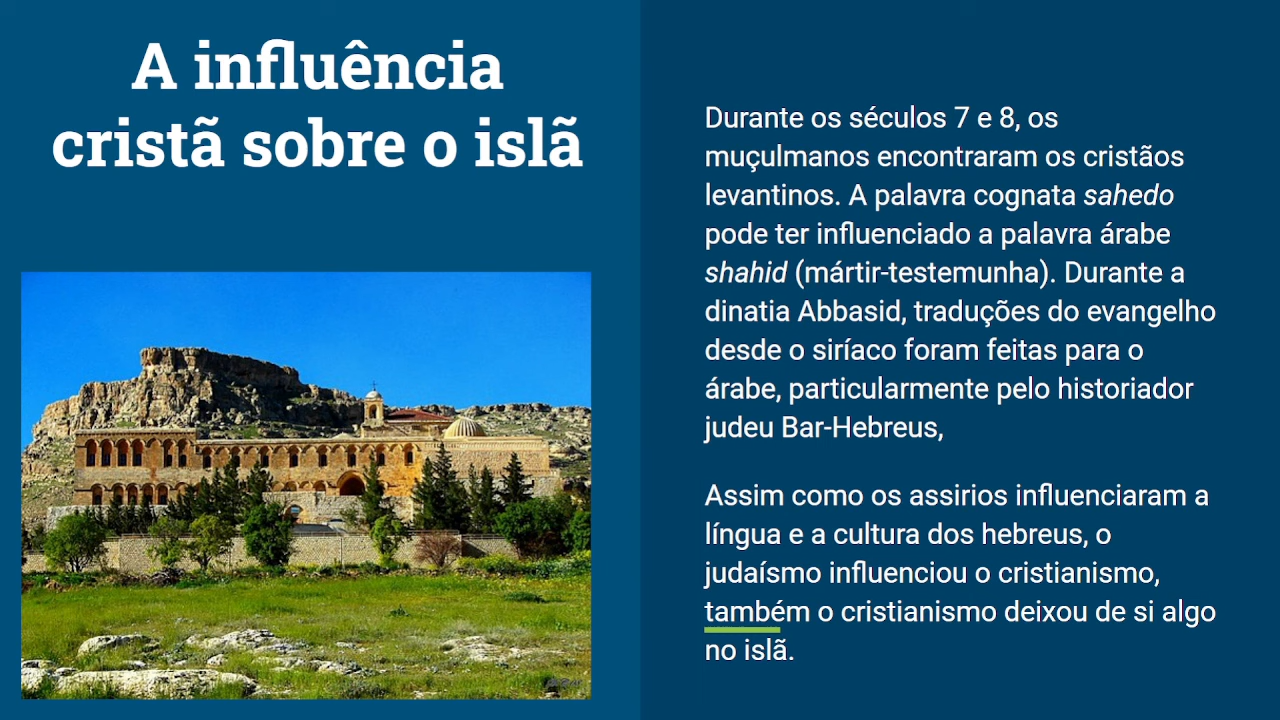 A influência
cristã sobre o islã
Durante os séculos 7 e 8, os
muçulmanos encontraram os cristãos
levantinos. A palavra cognata sahedo
pode ter influenciado a palavra árabe
shahid (mártir-testemunha). Durante a
dinatia Abbasid, traduções do evangelho
desde o siríaco foram feitas para o
árabe, particularmente pelo historiador
judeu Bar-Hebreus,
Assim como os assirios influenciaram a
língua e a cultura dos hebreus, o
judaísmo influenciou o cristianismo,
também o cristianismo deixou de si algo
no islã.